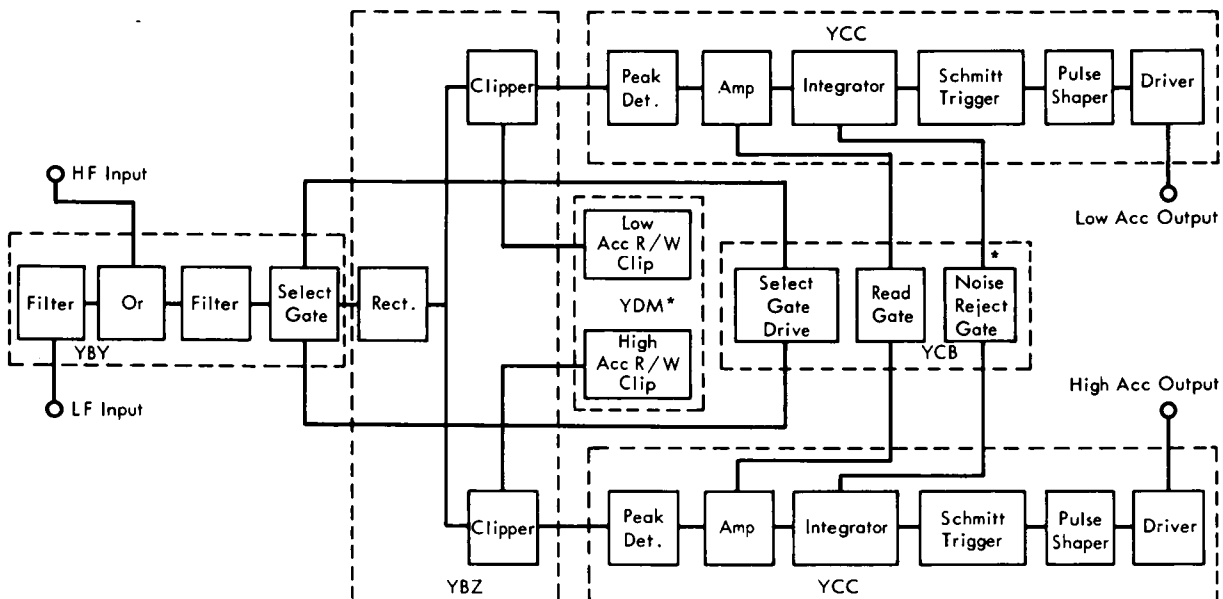 YCC
Clipper
Peak
Det.
Amp
Integrator
Schmitt
Trigger
Pulse
Shaper
Driver
HF Input
Low Acc Output
Low
Acc R/W
Clip
YDM*
High
Acc R/W
Clip
*
Filter
Or
Filter
Select
Gate
Rect.
Select
Gate
Drive
Read
Gate
Noise
Reject
Gate
YBY
YCB
LF Input
High Acc Output
Clipper
Peak
Det.
Amp
Integrator
Schmitt
Trigger
Pulse
Shaper
Driver
YBZ
YCC